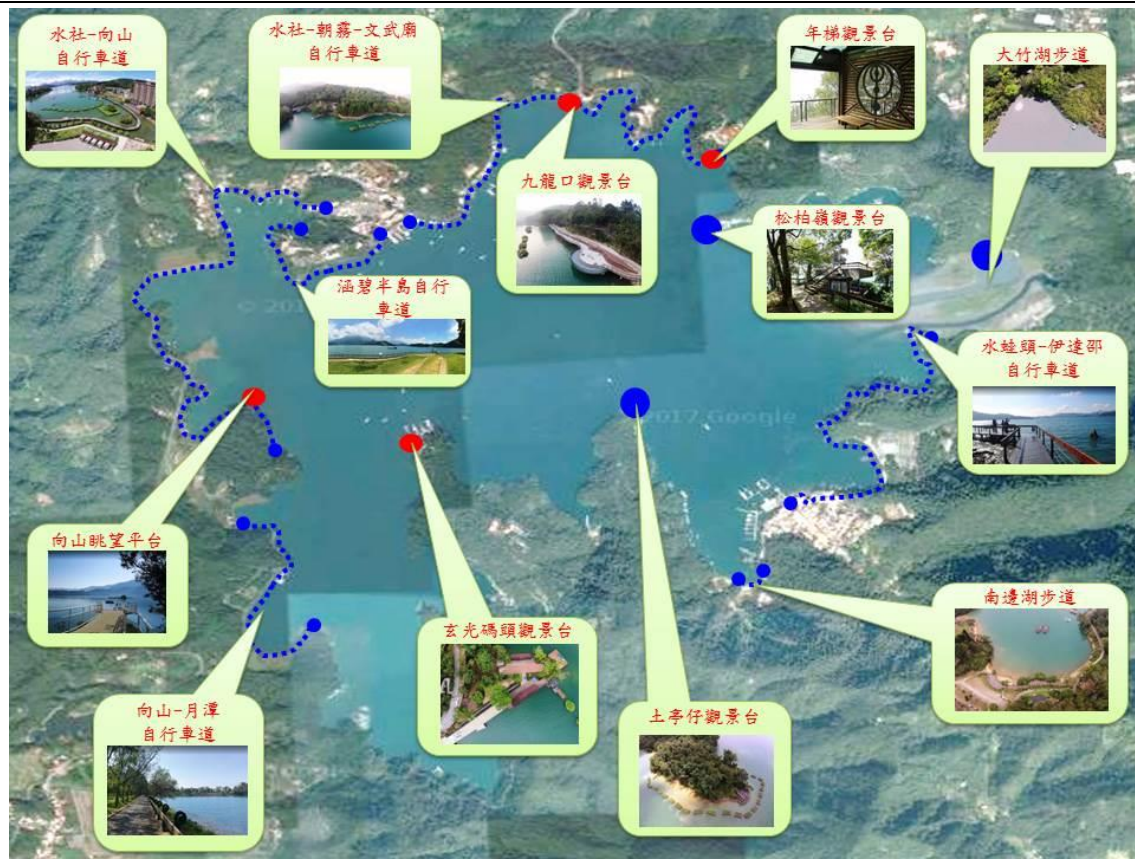 水社-向山
自行車道
水社-朝霧-文武廟
自行車道
年梯觀景台
大竹湖步道
九龍口觀景台
松柏嶺觀景台
涵碧半島自行
車道
水蛙頭-伊達邵
自行車道
2017 Google
向山眺望平台
玄光碼頭觀景台
土亭仔觀景台
南邊湖步道
向山-月潭
自行車道